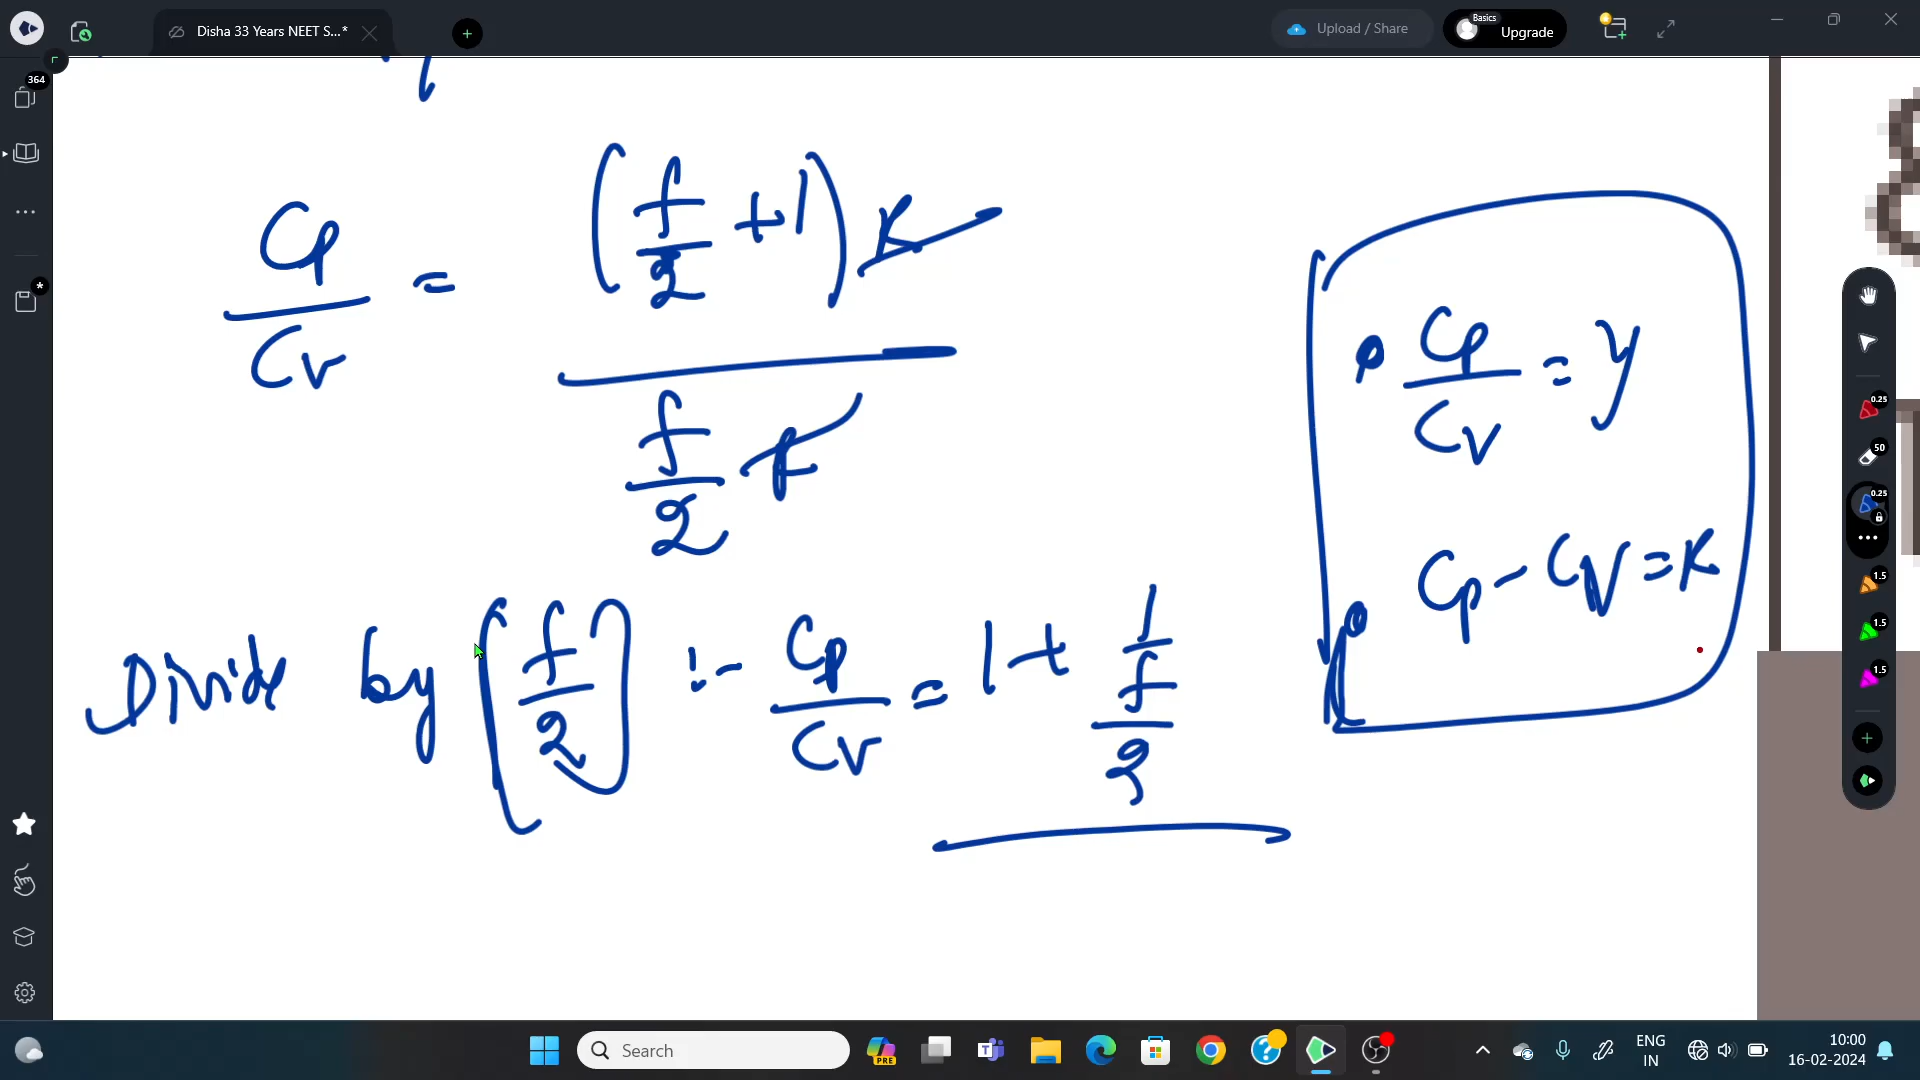 Disha 33 Years NEET S...*
Upload / Share
Basics
Upgrade
364
Cp/Cv = (f/2 + 1)R / (f/2 R)
Cp/Cv = γ
Cp - Cv = R
Divide by (f/2) :- Cp/Cv = 1 + 1/(f/2)
0.25
50
0.25
1.5
1.5
1.5
Search
PRE
ENG
IN
10:00
16-02-2024